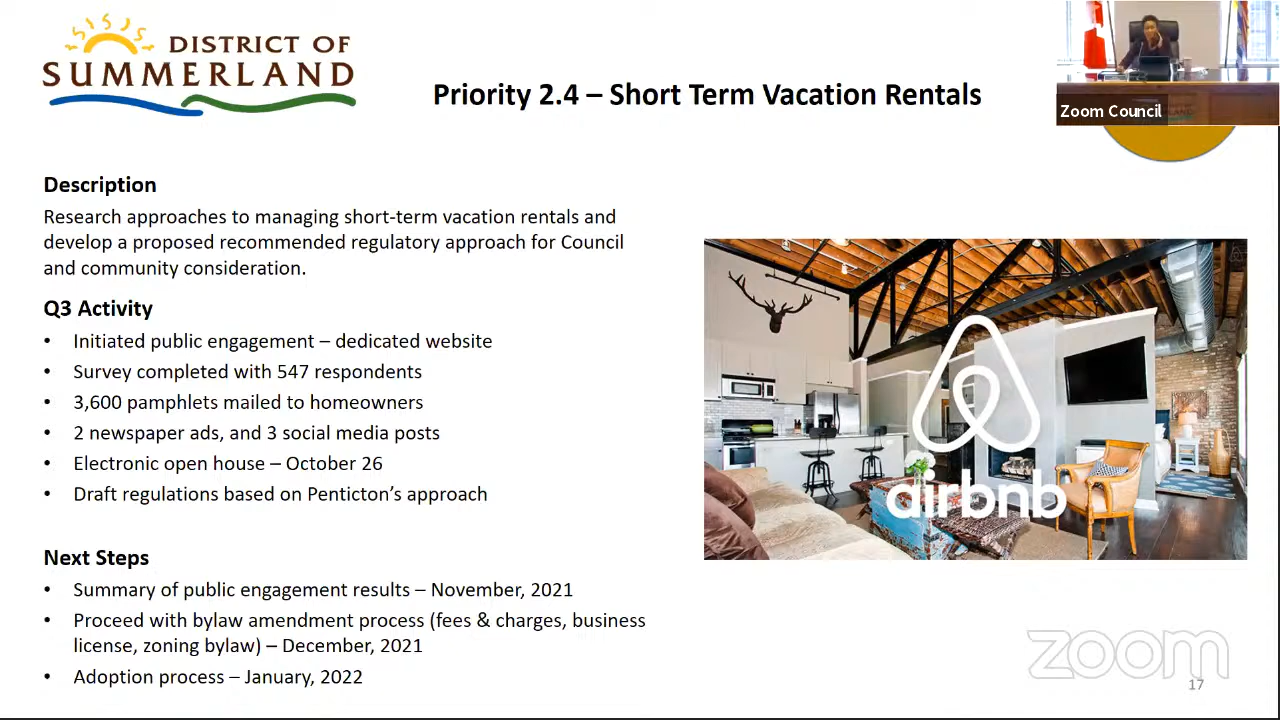 DISTRICT OF
SUMMERLAND
Priority 2.4 – Short Term Vacation Rentals
Zoom Council
Description
Research approaches to managing short-term vacation rentals and
develop a proposed recommended regulatory approach for Council
and community consideration.
Q3 Activity
• Initiated public engagement – dedicated website
• Survey completed with 547 respondents
• 3,600 pamphlets mailed to homeowners
• 2 newspaper ads, and 3 social media posts
• Electronic open house – October 26
• Draft regulations based on Penticton’s approach
airbnb
Next Steps
• Summary of public engagement results – November, 2021
• Proceed with bylaw amendment process (fees & charges, business
license, zoning bylaw) – December, 2021
• Adoption process – January, 2022
zoom
17